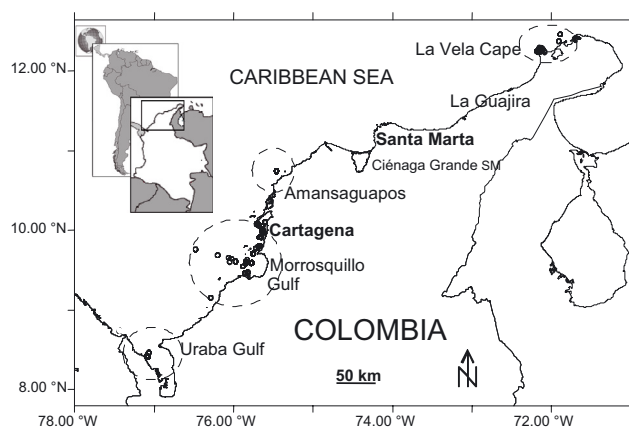 12.00 °N
La Vela Cape
CARIBBEAN SEA
La Guajira
Santa Marta
Ciénaga Grande SM
Amansaguapos
10.00 °N
Cartagena
Morrosquillo
Gulf
COLOMBIA
Uraba Gulf
50 km
N
8.00 °N
78.00 °W
76.00 °W
74.00 °W
72.00 °W